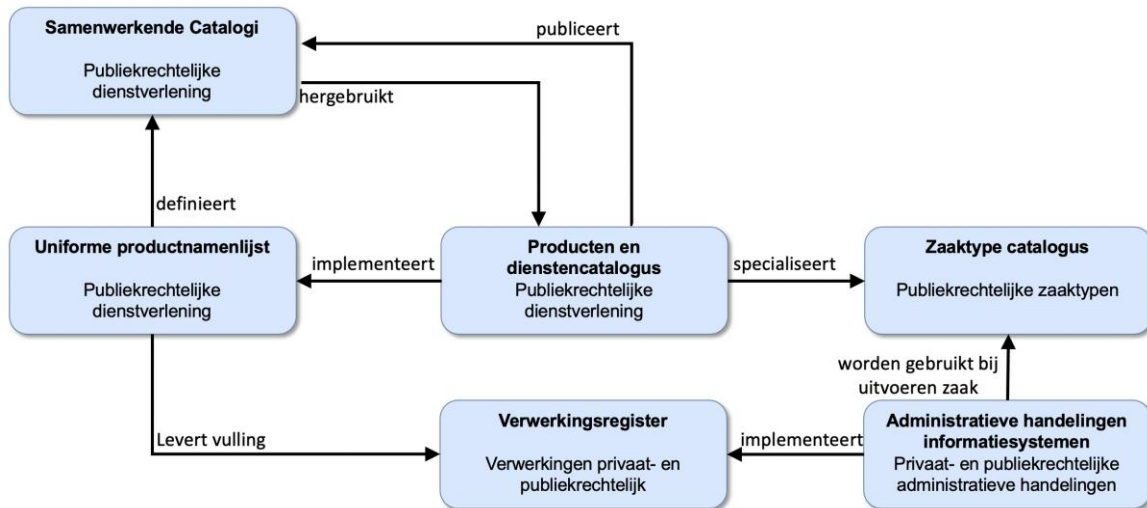 Samenwerkende Catalogi
Publiekrechtelijke
dienstverlening
publiceert
hergebruikt
definieert
Uniforme productnamenlijst
Publiekrechtelijke
dienstverlening
implementeert
Producten en
dienstencatalogus
Publiekrechtelijke
dienstverlening
specialiseert
Zaaktype catalogus
Publiekrechtelijke zaaktypen
worden gebruikt bij
uitvoeren zaak
Levert vulling
Verwerkingsregister
Verwerkingen privaat- en
publiekrechtelijk
implementeert
Administratieve handelingen
informatiesystemen
Privaat- en publiekrechtelijke
administratieve handelingen